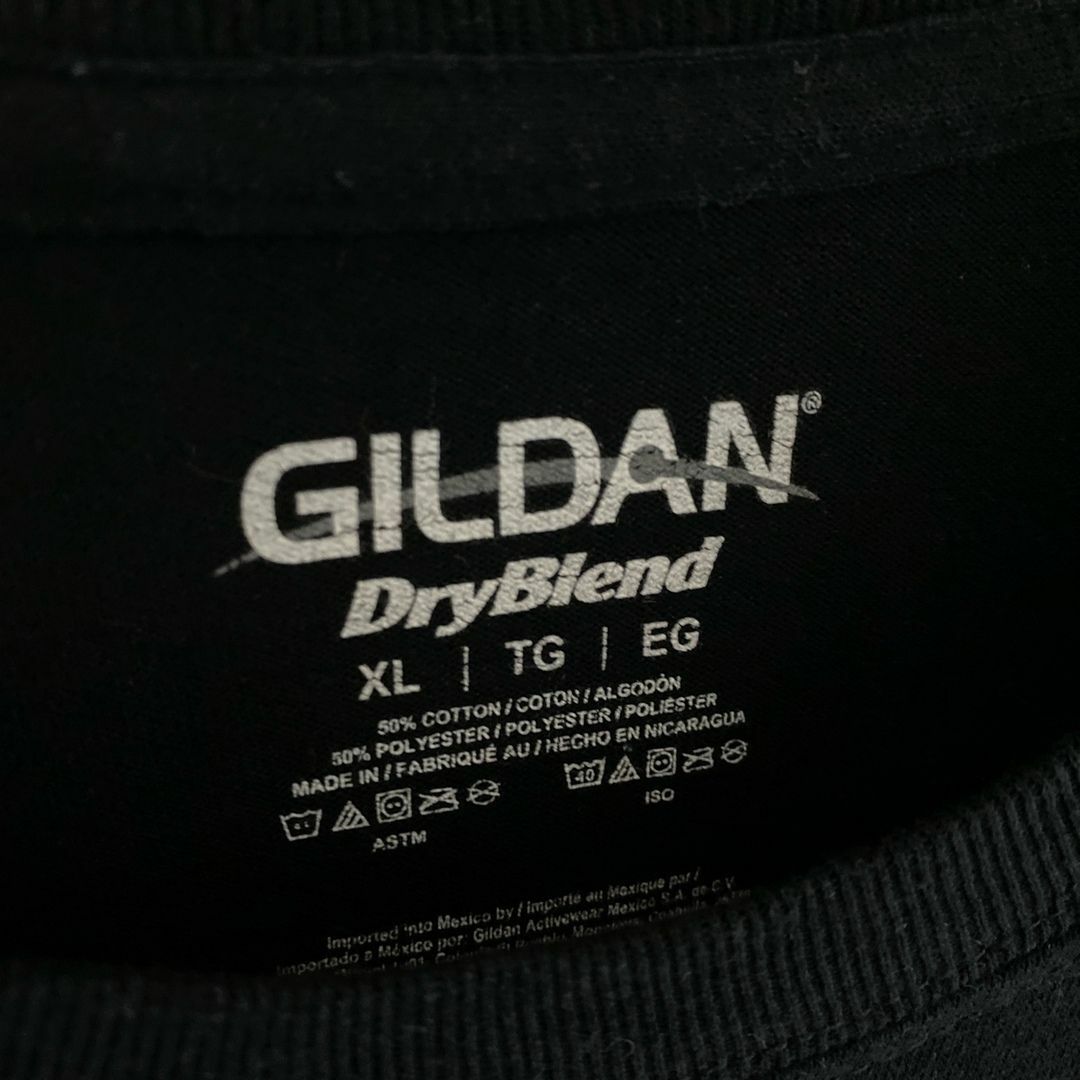 GILDAN®
DryBlend
XL | TG | EG
50% COTTON / COTON / ALGODÓN
50% POLYESTER / POLYESTER / POLIÉSTER
MADE IN / FABRIQUÉ AU / HECHO EN NICARAGUA
40
ASTM
ISO
Imported into Mexico by / Importé au Mexique par /
Importado a México por: Gildan Activewear Mexico S.A. de C.V.